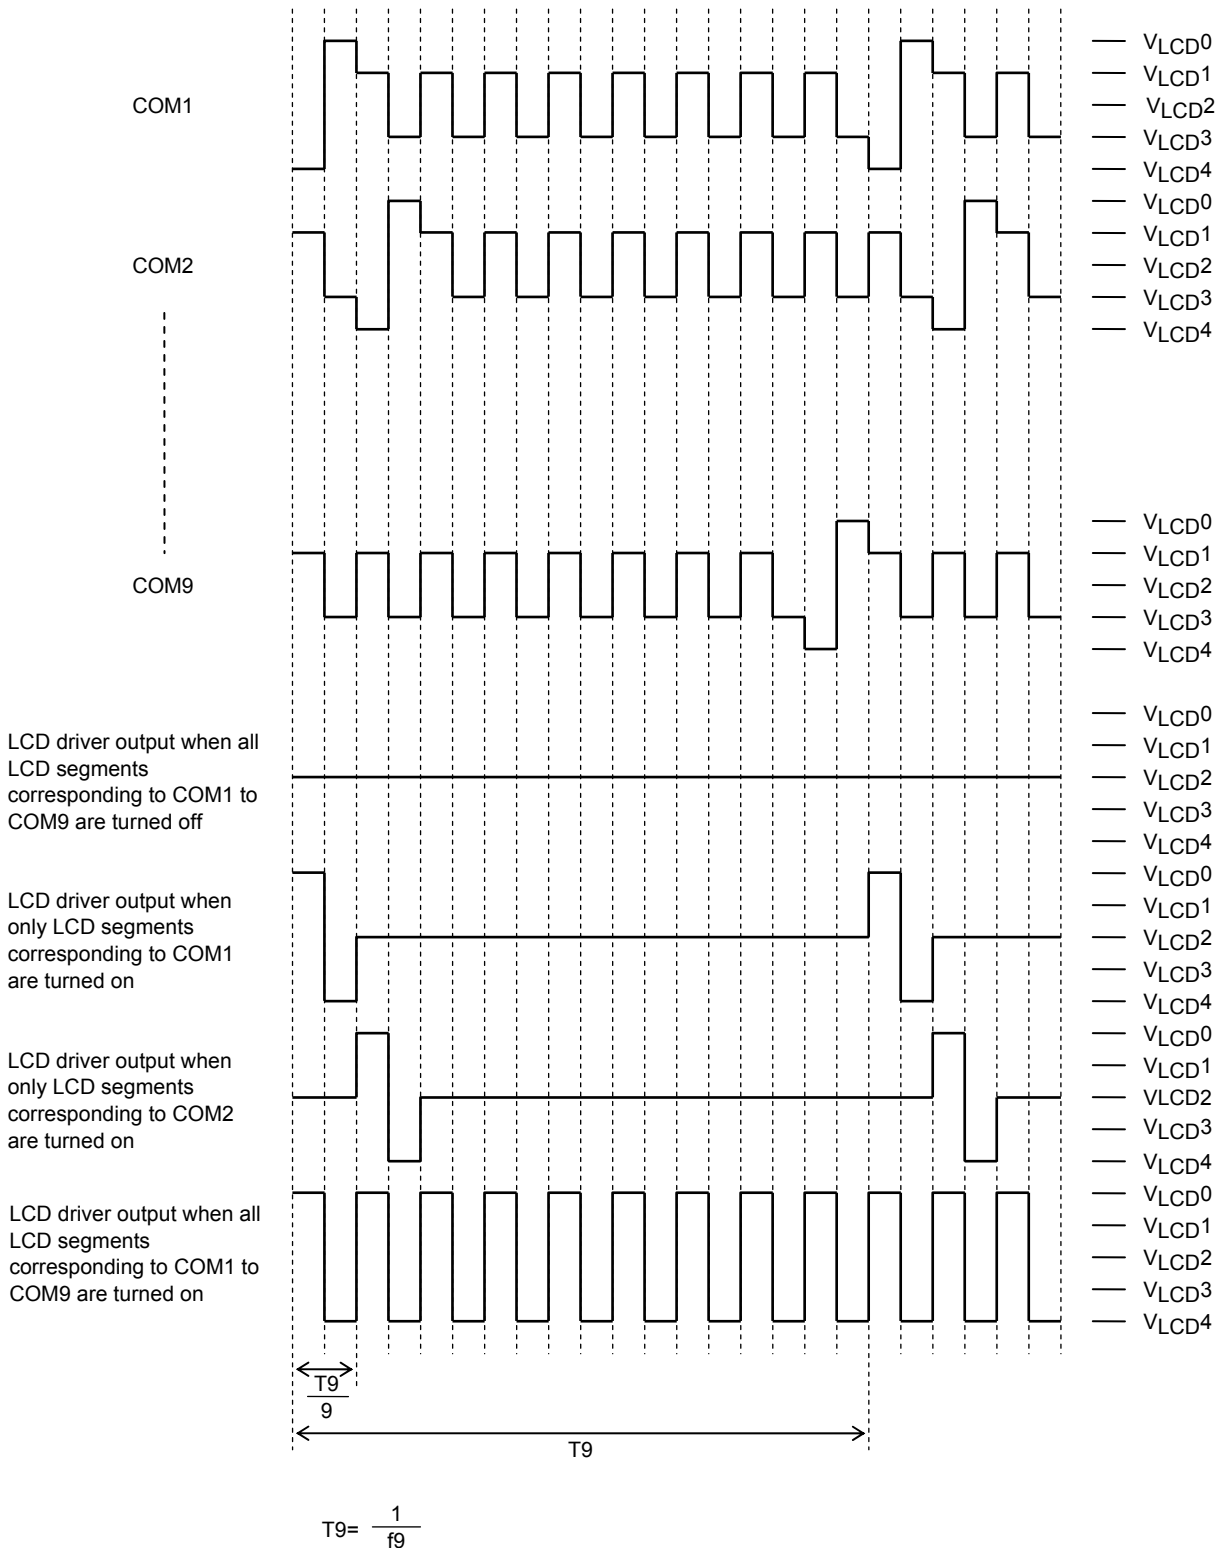 COM1
VLCD0
VLCD1
VLCD2
VLCD3
VLCD4
COM2
VLCD0
VLCD1
VLCD2
VLCD3
VLCD4
COM9
VLCD0
VLCD1
VLCD2
VLCD3
VLCD4
LCD driver output when all
LCD segments
corresponding to COM1 to
COM9 are turned off
VLCD0
VLCD1
VLCD2
VLCD3
VLCD4
LCD driver output when
only LCD segments
corresponding to COM1
are turned on
VLCD0
VLCD1
VLCD2
VLCD3
VLCD4
LCD driver output when
only LCD segments
corresponding to COM2
are turned on
VLCD0
VLCD1
VLCD2
VLCD3
VLCD4
LCD driver output when all
LCD segments
corresponding to COM1 to
COM9 are turned on
VLCD0
VLCD1
VLCD2
VLCD3
VLCD4
T9
9
T9
T9= 1
f9